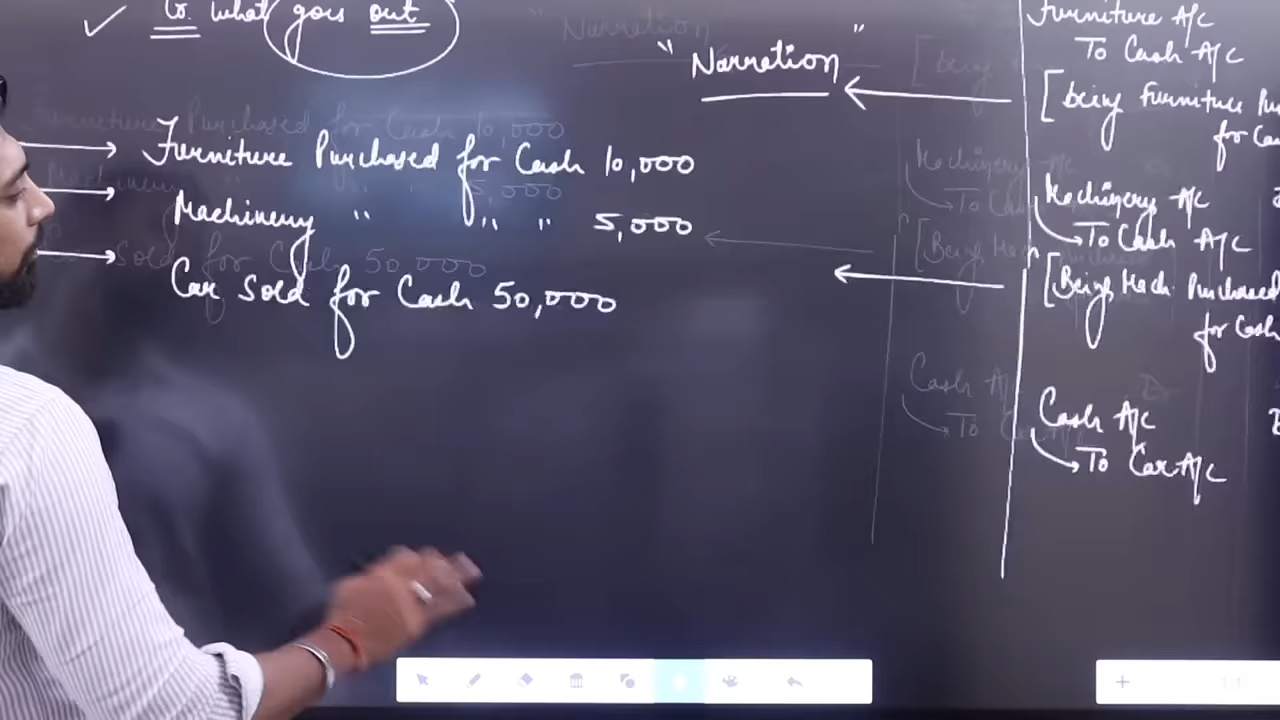 ✓ Cr. what goes out
"Narration"
Furniture Purchased for Cash 10,000
Machinery " " " 5,000
Car Sold for Cash 50,000
Furniture A/c
To Cash A/c
[being Furniture Pu
for Ca
Machinery A/c
To Cash A/c
[Being Mach. Purchased
for Cash
Cash A/c
To Car A/c